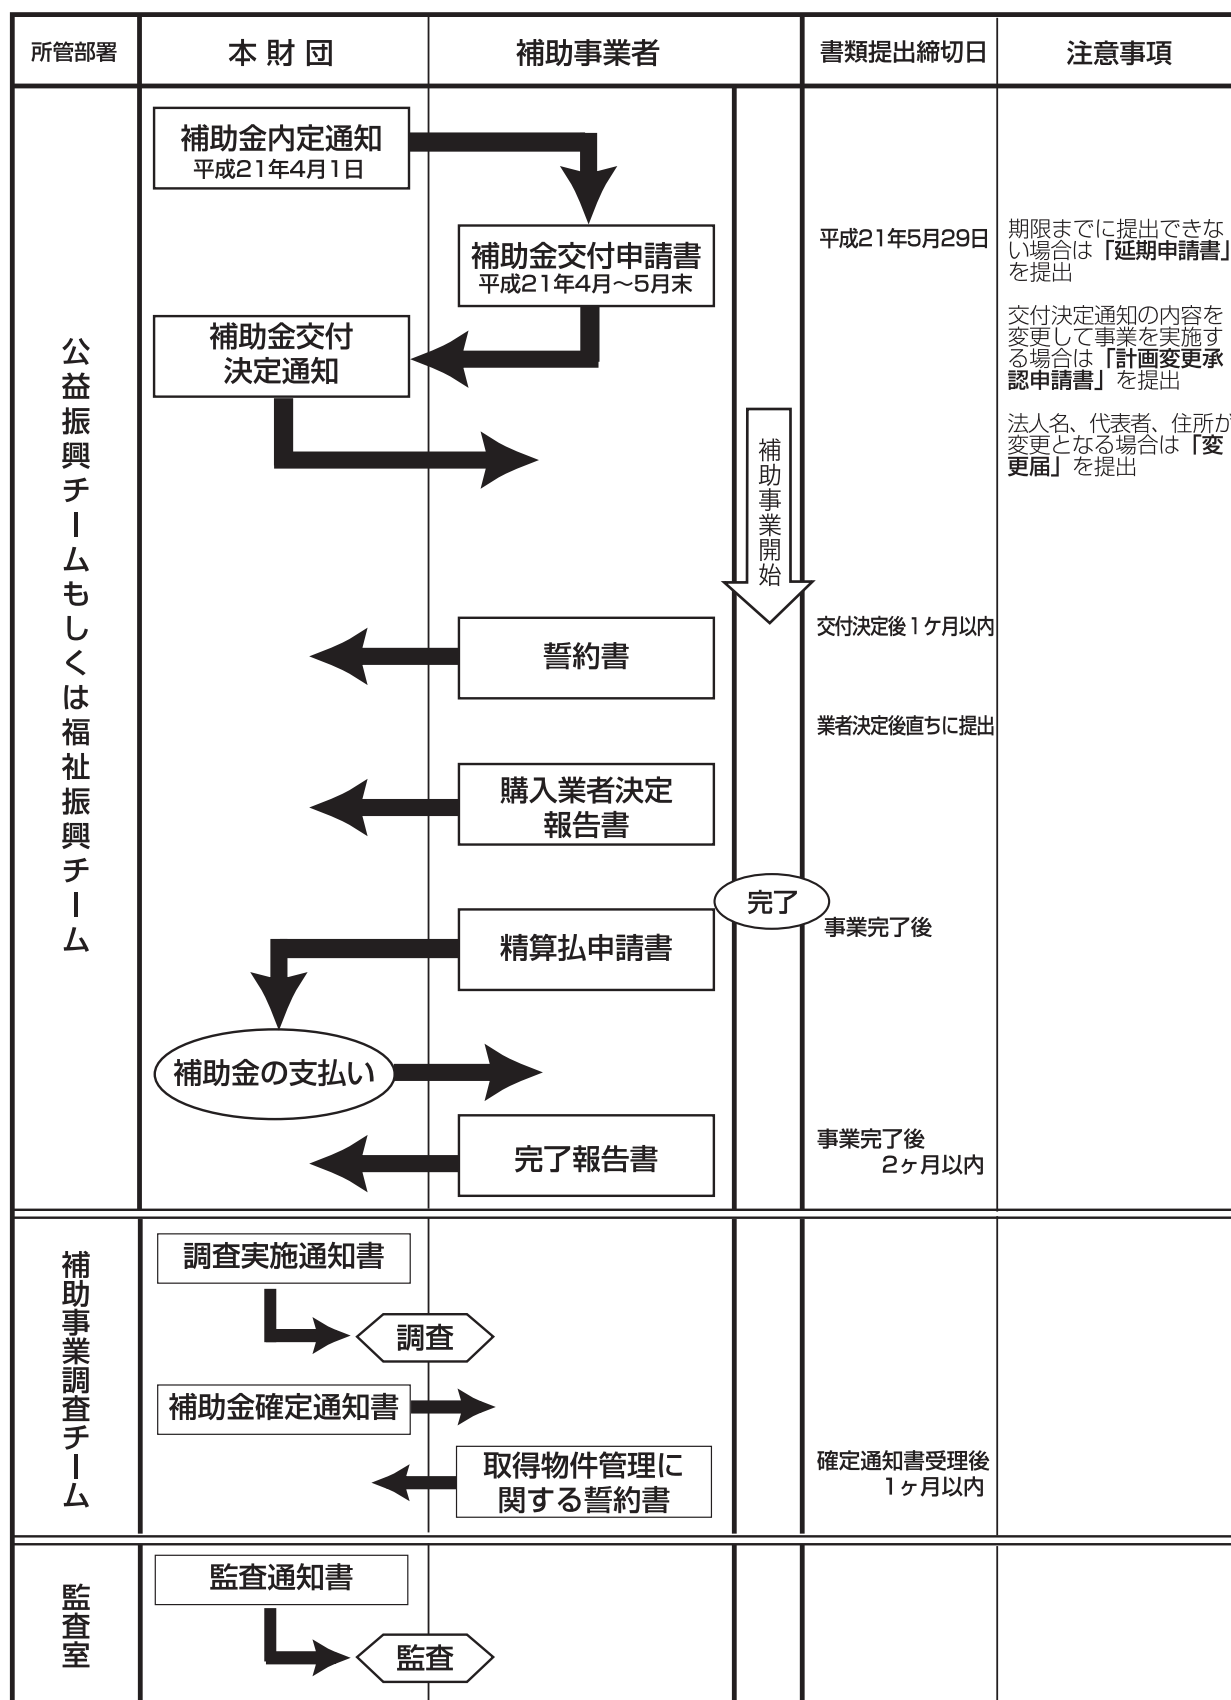 所管部署
本財団
補助事業者
書類提出締切日
注意事項
公益振興チームもしくは福祉振興チーム
補助金内定通知
平成21年4月1日
補助金交付申請書
平成21年4月～5月末
平成21年5月29日
期限までに提出できな
い場合は「延期申請書」
を提出
補助金交付
決定通知
交付決定通知の内容を
変更して事業を実施す
る場合は「計画変更承
認申請書」を提出
法人名、代表者、住所が
変更となる場合は「変
更届」を提出
補助事業開始
誓約書
交付決定後1ケ月以内
業者決定後直ちに提出
購入業者決定
報告書
完了
事業完了後
精算払申請書
補助金の支払い
完了報告書
事業完了後
2ヶ月以内
補助事業調査チーム
調査実施通知書
調査
補助金確定通知書
取得物件管理に
関する誓約書
確定通知書受理後
1ヶ月以内
監査室
監査通知書
監査